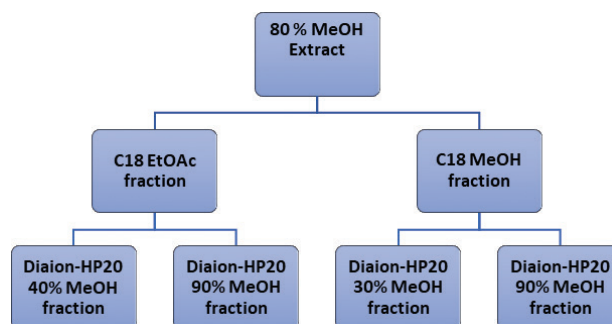 80 % MeOH
Extract
C18 EtOAc
fraction
C18 MeOH
fraction
Diaion-HP20
40% MeOH
fraction
Diaion-HP20
90% MeOH
fraction
Diaion-HP20
30% MeOH
fraction
Diaion-HP20
90% MeOH
fraction